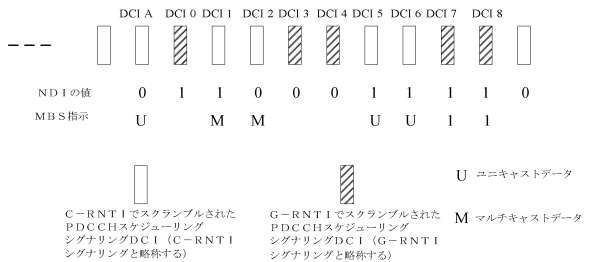 DCI A DCI 0 DCI 1 DCI 2 DCI 3 DCI 4 DCI 5 DCI 6 DCI 7 DCI 8
NDIの値 0 1 1 0 0 0 1 1 1 1 0
MBS指示 U M M U U 1 1
U ユニキャストデータ
M マルチキャストデータ
C-RNTIでスクランブルされた
PDCCHスケジューリング
シグナリングDCI(C-RNTI
シグナリングと略称する)
G-RNTIでスクランブルされた
PDCCHスケジューリング
シグナリングDCI(G-RNTI
シグナリングと略称する)